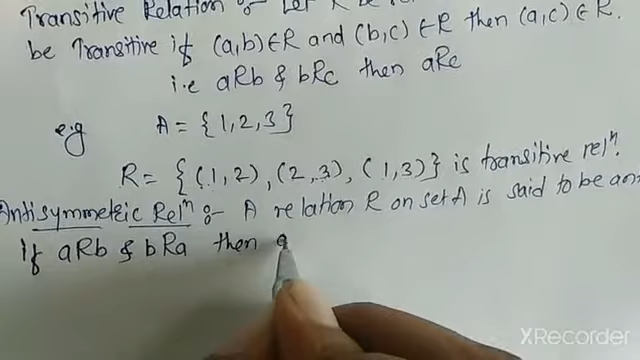 Transitive Relation :- Let R be
be Transitive if (a,b)∈R and (b,c)∈R then (a,c)∈R.
i.e aRb & bRc then aRc
e.g A = {1,2,3}
R = {(1,2), (2,3), (1,3)} is transitive relⁿ.
Antisymmetric Relⁿ :- A relation R on set A is said to be
if aRb & bRa then a
XRecorder